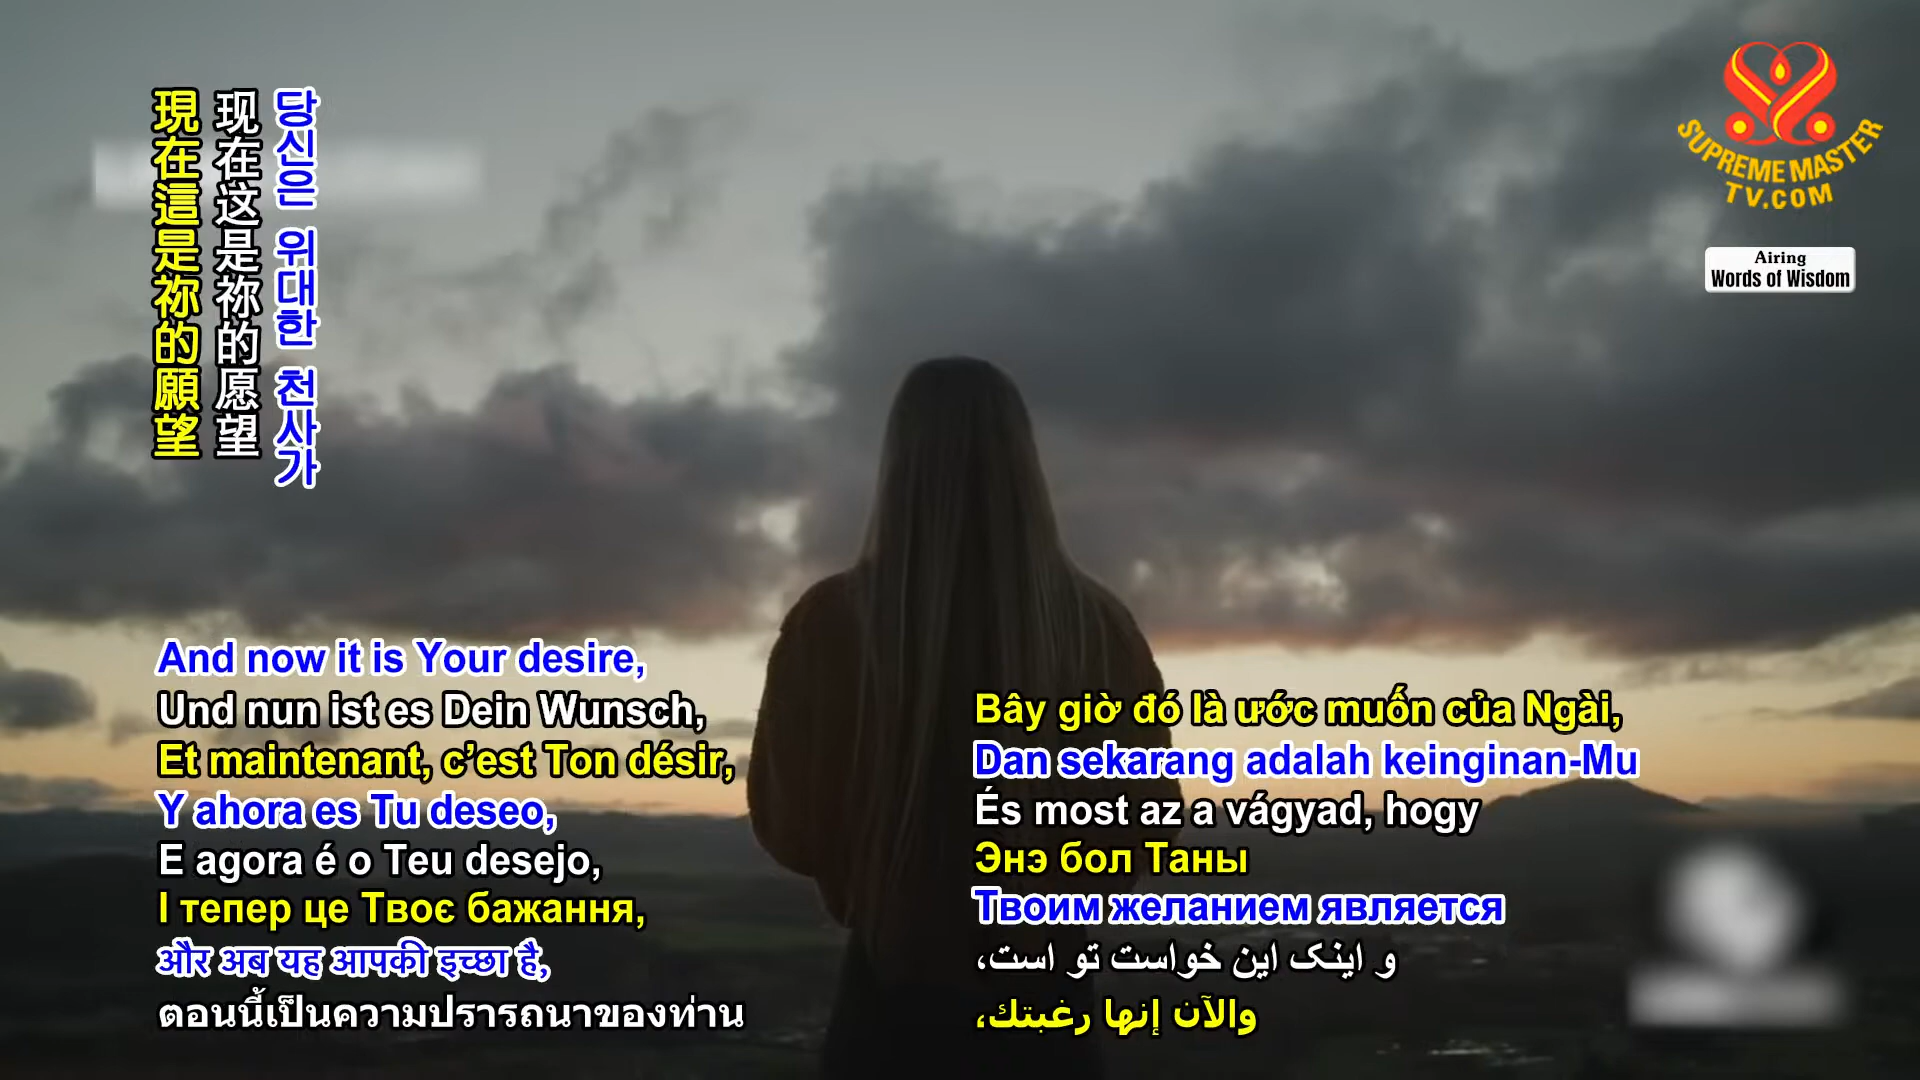 現在這是祢的願望
现在这是祢的愿望
당신은 위대한 천사가
SUPREME MASTER
TV.COM
Airing
Words of Wisdom
And now it is Your desire,
Und nun ist es Dein Wunsch,
Et maintenant, c’est Ton désir,
Y ahora es Tu deseo,
E agora é o Teu desejo,
І тепер це Твоє бажання,
और अब यह आपकी इच्छा है,
ตอนนี้เป็นความปรารถนาของท่าน
Bây giờ đó là ước muốn của Ngài,
Dan sekarang adalah keinginan-Mu
És most az a vágyad, hogy
Энэ бол Таны
Твоим желанием является
و اینک این خواست تو است،
والآن إنها رغبتك،